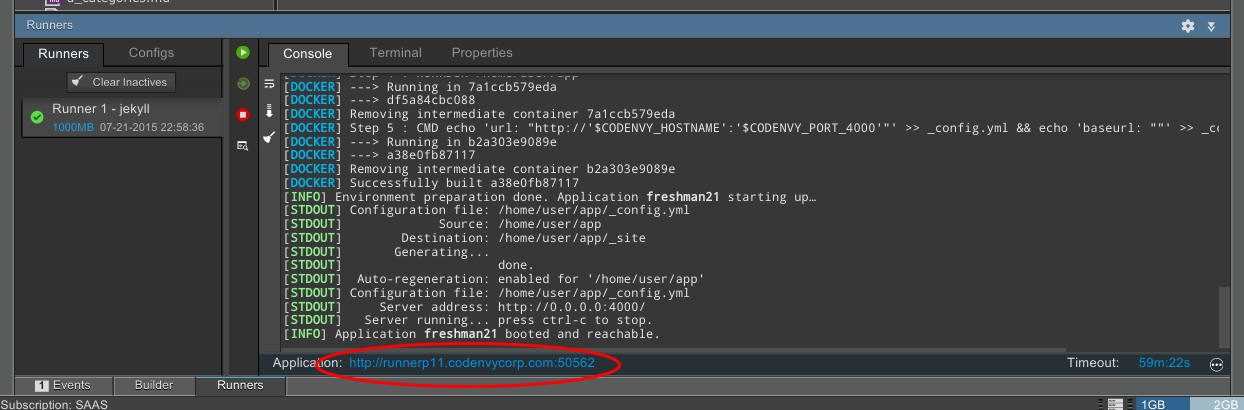 a_categories.md
Runners
Runners
Configs
Console
Terminal
Properties
Clear Inactives
Runner 1 - jekyll
1000MB 07-21-2015 22:58:36
[DOCKER] ---> Running in 7a1ccb579eda
[DOCKER] ---> df5a84cbc088
[DOCKER] Removing intermediate container 7a1ccb579eda
[DOCKER] Step 5 : CMD echo 'url: "http://'$CODENVY_HOSTNAME':'$CODENVY_PORT_4000'"' >> _config.yml && echo 'baseurl: ""' >> _co
[DOCKER] ---> Running in b2a303e9089e
[DOCKER] ---> a38e0fb87117
[DOCKER] Removing intermediate container b2a303e9089e
[DOCKER] Successfully built a38e0fb87117
[INFO] Environment preparation done. Application freshman21 starting up…
[STDOUT] Configuration file: /home/user/app/_config.yml
[STDOUT] Source: /home/user/app
[STDOUT] Destination: /home/user/app/_site
[STDOUT] Generating...
[STDOUT] done.
[STDOUT] Auto-regeneration: enabled for '/home/user/app'
[STDOUT] Configuration file: /home/user/app/_config.yml
[STDOUT] Server address: http://0.0.0.0:4000/
[STDOUT] Server running... press ctrl-c to stop.
[INFO] Application freshman21 booted and reachable.
Application: http://runnerp11.codenvycorp.com:50562
Timeout: 59m:22s
1 Events
Builder
Runners
Subscription: SAAS
1GB 2GB